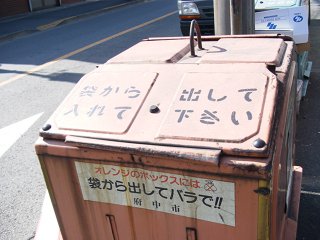 袋から
入れて
出して
下さい
オレンジのボックスには
袋から出してバラで!!
府中市